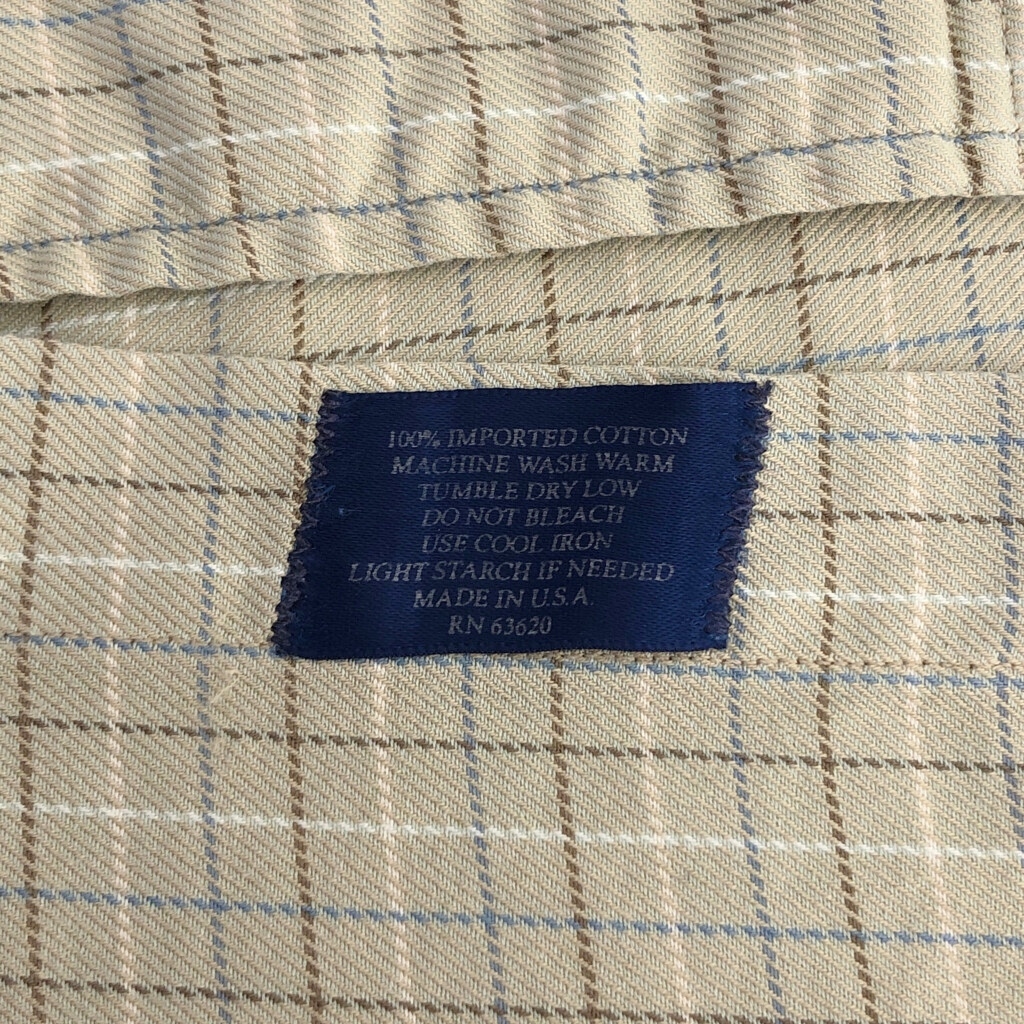 100% IMPORTED COTTON
MACHINE WASH WARM
TUMBLE DRY LOW
DO NOT BLEACH
USE COOL IRON
LIGHT STARCH IF NEEDED
MADE IN U.S.A.
RN 63620